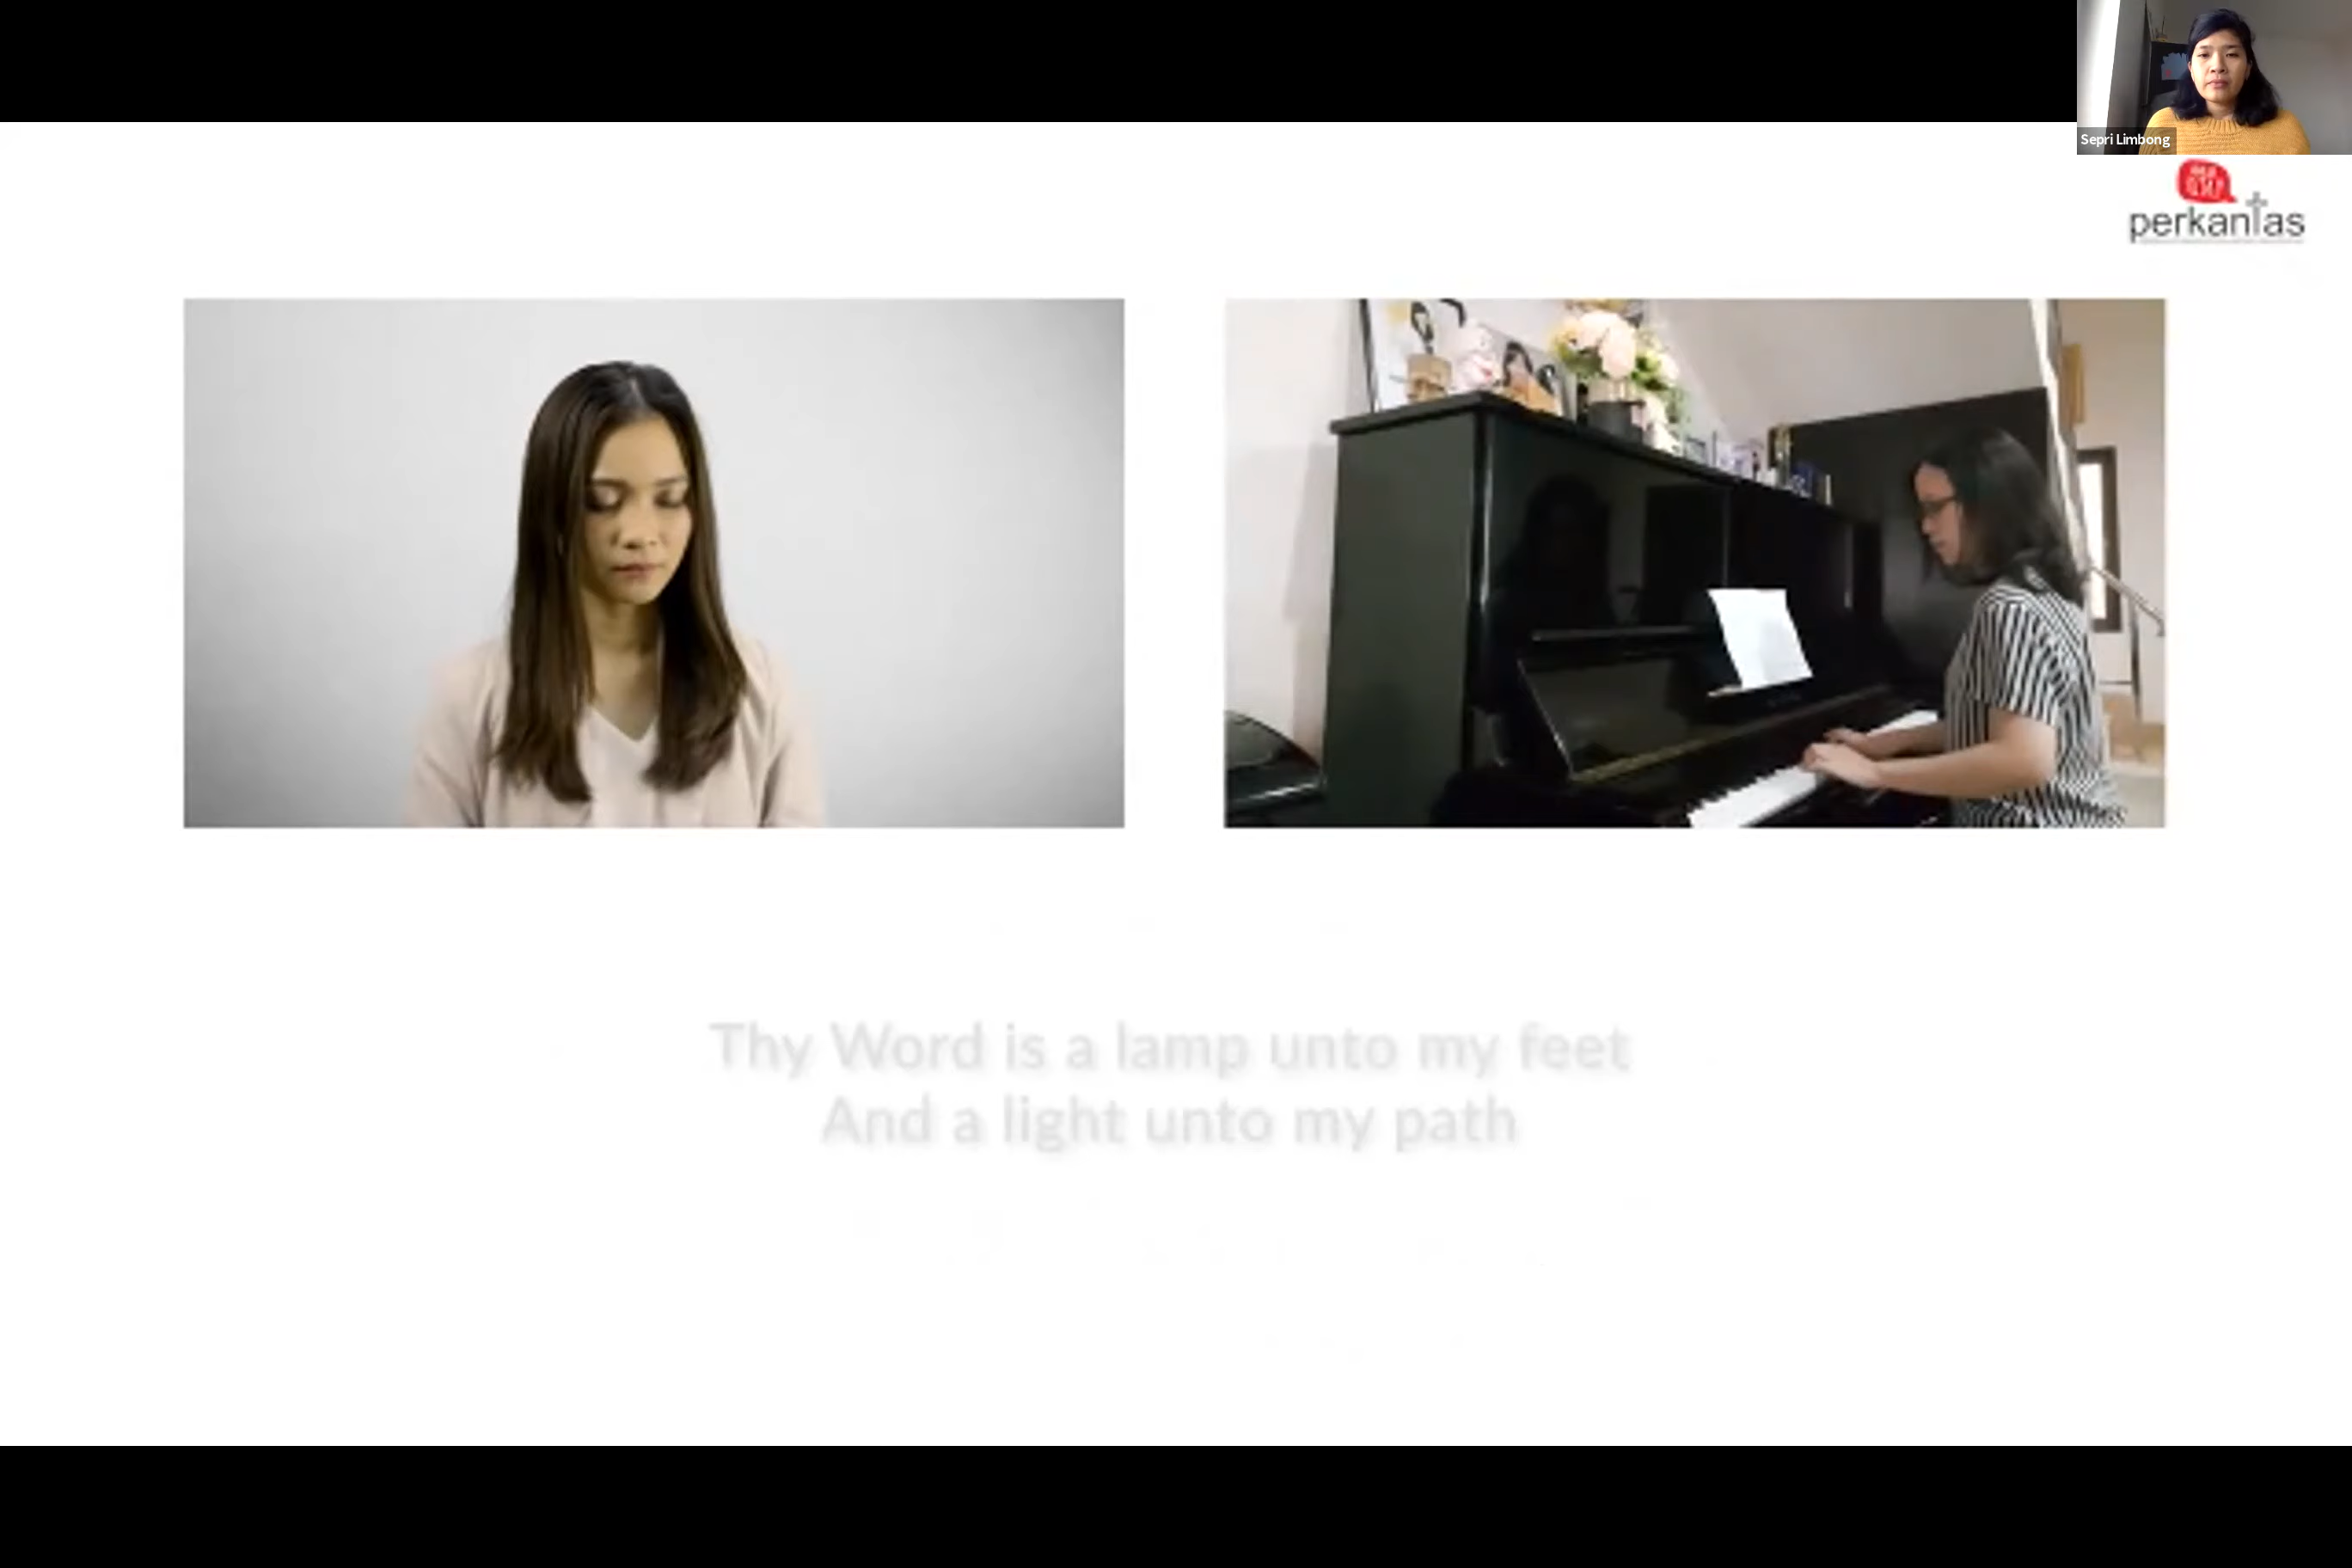 Sepri Limbong
perkantas
Thy Word is a lamp unto my feet
And a light unto my path